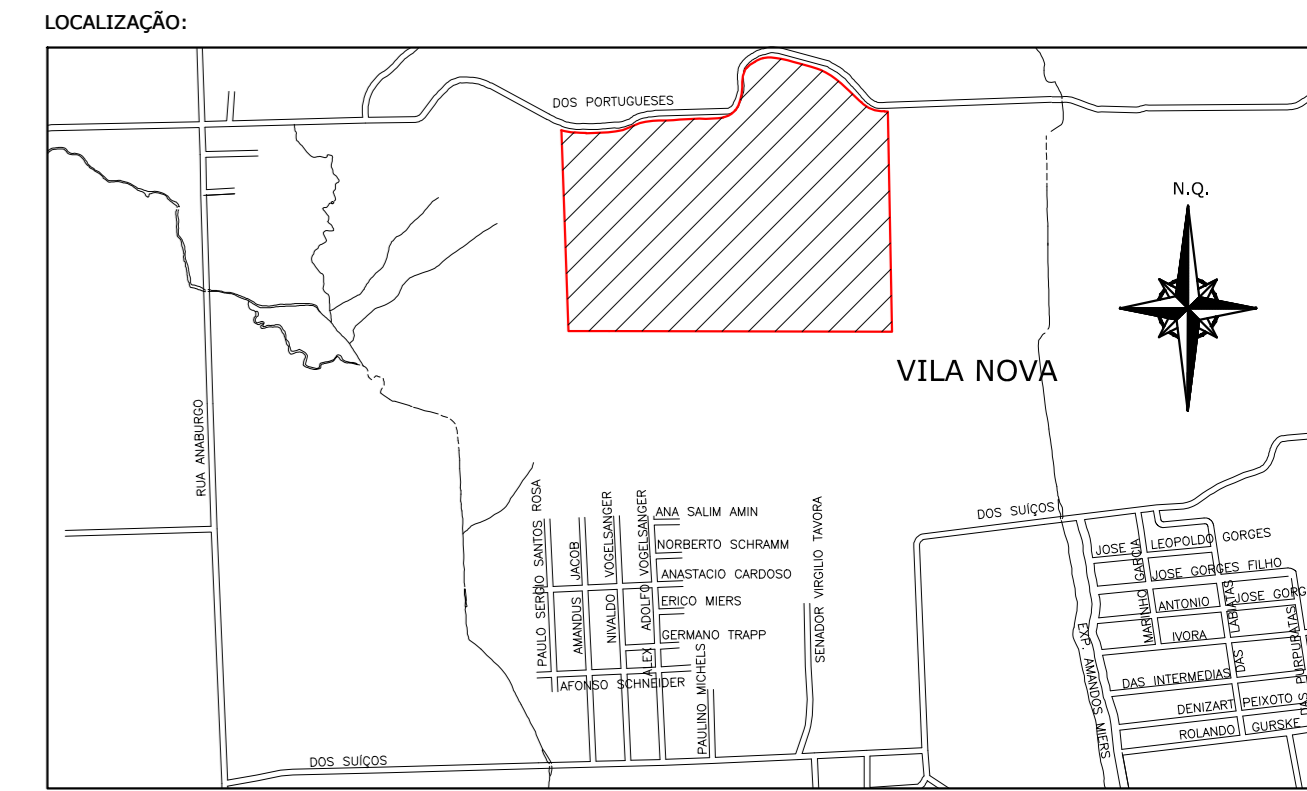 LOCALIZAÇÃO:
DOS PORTUGUESES
N.Q.
VILA NOVA
RUA ANABURGO
PAULO SERGIO SANTOS ROSA
AMANDUS JACOB
NIVALDO VOGELSANGER
ALEX ADOLFO VOGELSANGER
ANA SALIM AMIN
NORBERTO SCHRAMM
ANASTACIO CARDOSO
ERICO MIERS
GERMANO TRAPP
AFONSO SCHNEIDER
PAULINO MICHELS
SENADOR VIRGILIO TAVORA
DOS SUÍÇOS
DOS SUÍÇOS
JOSE
LEOPOLDO GORGES
MARINHO GARCIA
JOSE GORGES FILHO
ANTONIO
JOSE GORG
IVORA
DAS LABIATAS
DAS PURPURATAS
EXP. AMANDOS MIERS
DAS INTERMEDIAS
DENIZART PEIXOTO
ROLANDO GURSKE